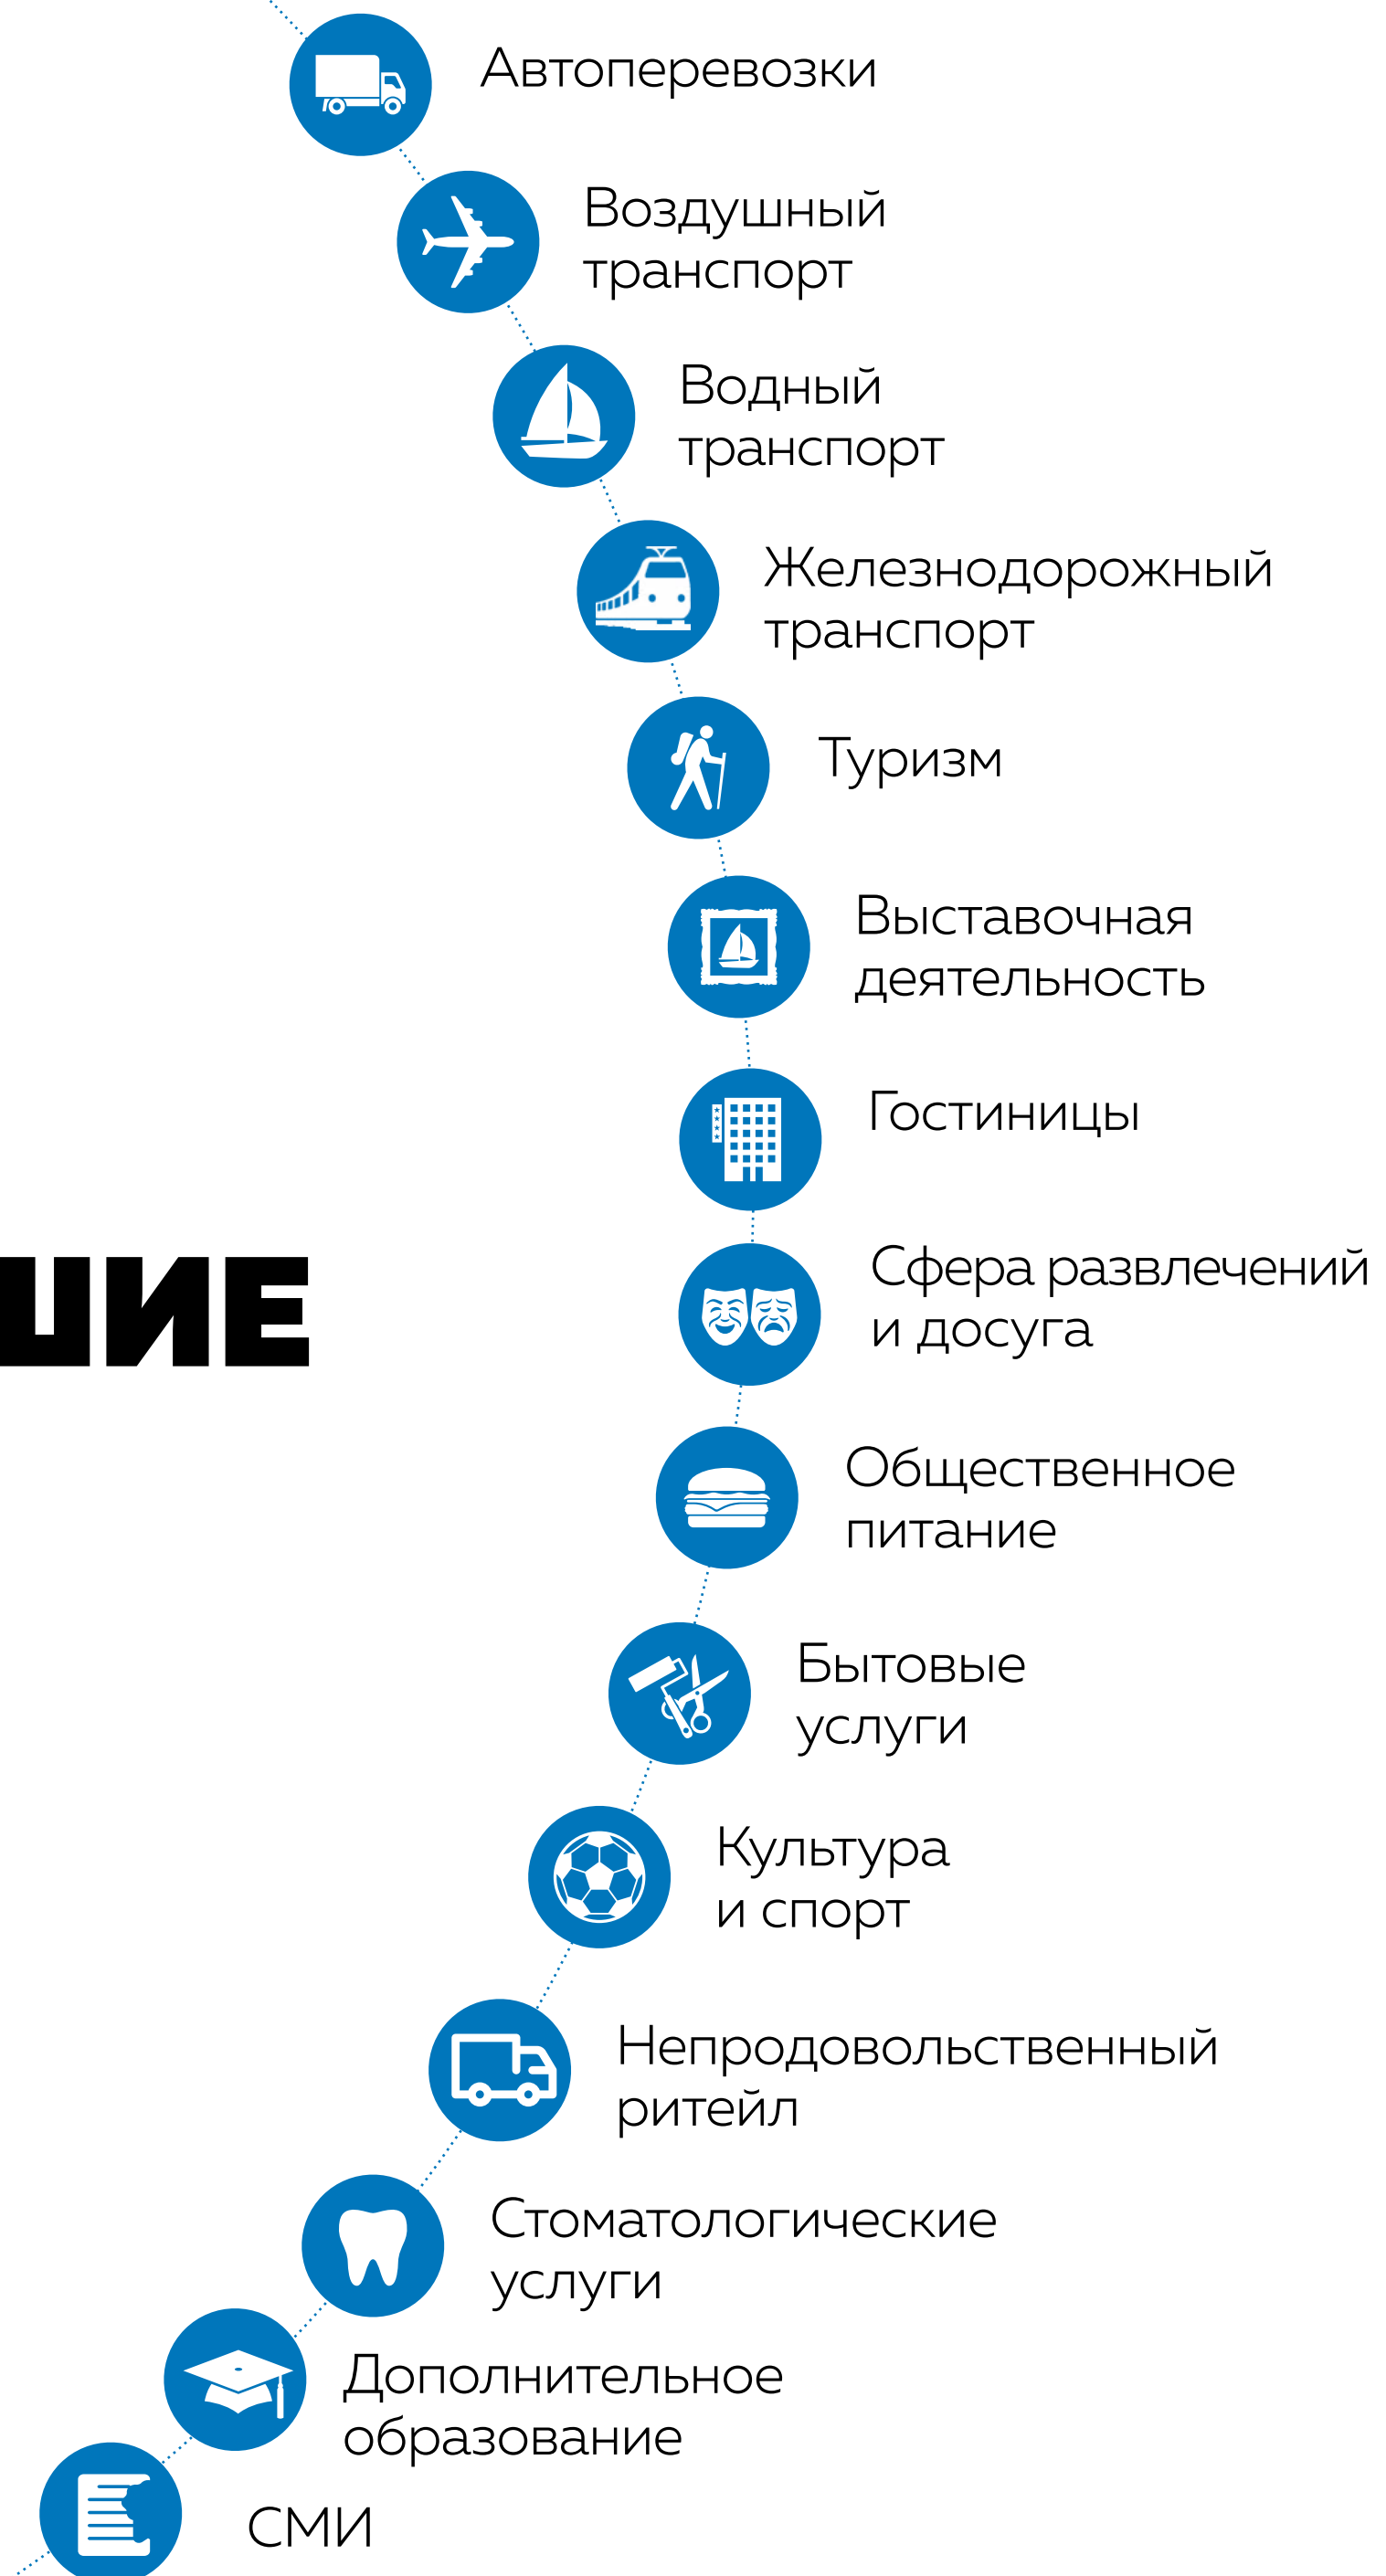 Автоперевозки
Воздушный
транспорт
Водный
транспорт
Железнодорожный
транспорт
Туризм
Выставочная
деятельность
Гостиницы
Сфера развлечений
и досуга
Общественное
питание
Бытовые
услуги
Культура
и спорт
Непродовольственный
ритейл
Стоматологические
услуги
Дополнительное
образование
СМИ